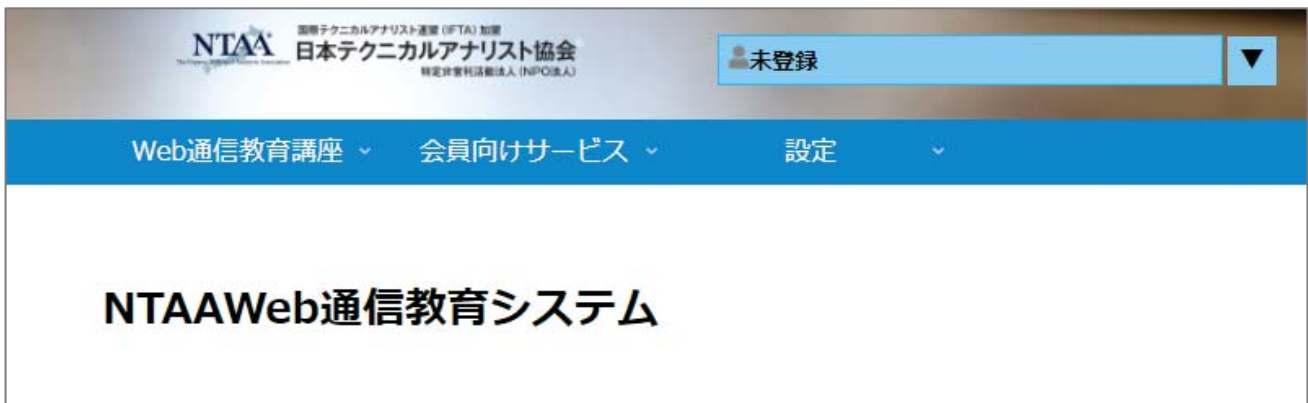 国際テクニカルアナリスト連盟 (IFTA) 加盟
NTAA 日本テクニカルアナリスト協会
特定非営利活動法人 (NPO法人)
未登録 ▼
Web通信教育講座 会員向けサービス 設定
NTAAWeb通信教育システム